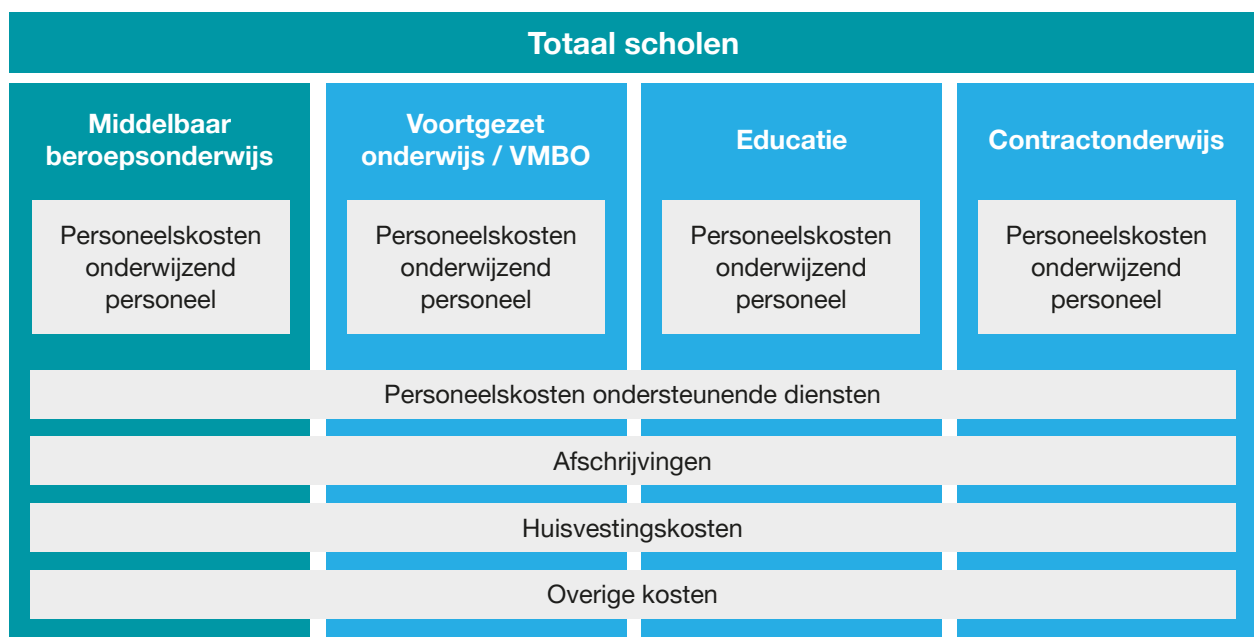 Totaal scholen
Middelbaar
beroepsonderwijs
Voortgezet
onderwijs / VMBO
Educatie
Contractonderwijs
Personeelskosten
onderwijzend
personeel
Personeelskosten
onderwijzend
personeel
Personeelskosten
onderwijzend
personeel
Personeelskosten
onderwijzend
personeel
Personeelskosten ondersteunende diensten
Afschrijvingen
Huisvestingskosten
Overige kosten